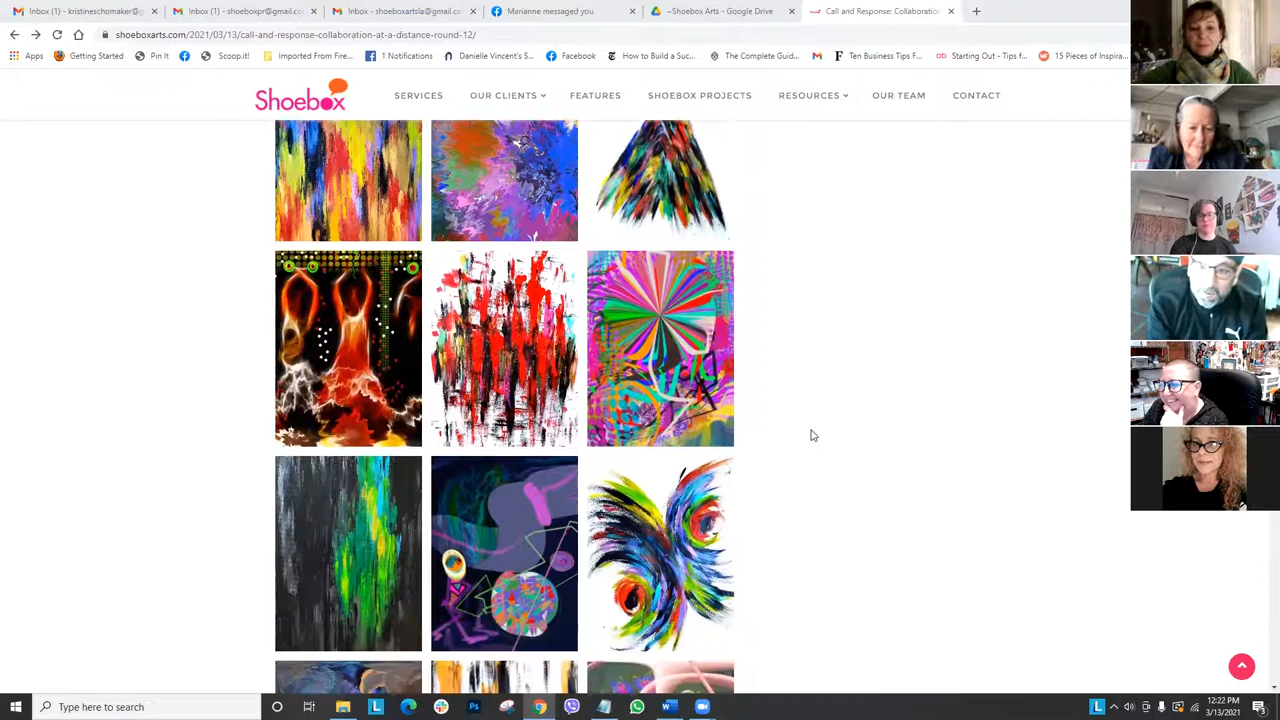 Inbox (1) - kristineschomaker@g
Inbox (1) - shoeboxpr@gmail.co
Inbox - shoeboxartsla@gmail.co
Marianne messaged you
~Shoebox Arts - Google Drive
Call and Response: Collaboration
shoeboxarts.com/2021/03/13/call-and-response-collaboration-at-a-distance-round-12/
Apps
Getting Started
Pin It
Scoop.it!
Imported From Fire...
1 Notifications
Danielle Vincent's S...
Facebook
How to Build a Suc...
The Complete Guid...
Ten Business Tips F...
Starting Out - Tips f...
15 Pieces of Inspira...
Shoebox
SERVICES
OUR CLIENTS
FEATURES
SHOEBOX PROJECTS
RESOURCES
OUR TEAM
CONTACT
Type here to search
12:22 PM
3/13/2021